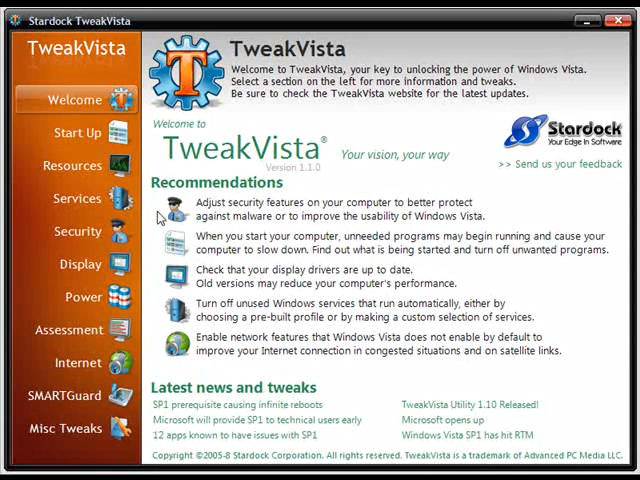 Stardock TweakVista
TweakVista
Welcome
Start Up
Resources
Services
Security
Display
Power
Assessment
Internet
SMARTGuard
Misc Tweaks
TweakVista
Welcome to TweakVista, your key to unlocking the power of Windows Vista.
Select a section on the left for more information and tweaks.
Be sure to check the TweakVista website for the latest updates.
Welcome to
TweakVista®
Version 1.1.0
Your vision, your way
Stardock
Your Edge In Software
>> Send us your feedback
Recommendations
Adjust security features on your computer to better protect
against malware or to improve the usability of Windows Vista.
When you start your computer, unneeded programs may begin running and cause your
computer to slow down. Find out what is being started and turn off unwanted programs.
Check that your display drivers are up to date.
Old versions may reduce your computer's performance.
Turn off unused Windows services that run automatically, either by
choosing a pre-built profile or by making a custom selection of services.
Enable network features that Windows Vista does not enable by default to
improve your Internet connection in congested situations and on satellite links.
Latest news and tweaks
SP1 prerequisite causing infinite reboots
Microsoft will provide SP1 to technical users early
12 apps known to have issues with SP1
TweakVista Utility 1.10 Released!
Microsoft opens up
Windows Vista SP1 has hit RTM
Copyright ©2005-8 Stardock Corporation. All rights reserved. TweakVista is a trademark of Advanced PC Media LLC.